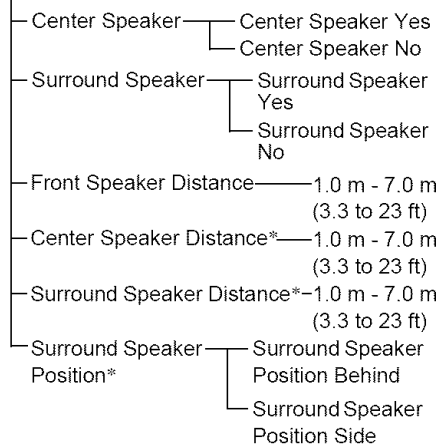 Center Speaker Center Speaker Yes
Center Speaker No
Surround Speaker Surround Speaker
Yes
Surround Speaker
No
Front Speaker Distance 1.0 m - 7.0 m
(3.3 to 23 ft)
Center Speaker Distance* 1.0 m - 7.0 m
(3.3 to 23 ft)
Surround Speaker Distance* 1.0 m - 7.0 m
(3.3 to 23 ft)
Surround Speaker Surround Speaker
Position* Position Behind
Surround Speaker
Position Side